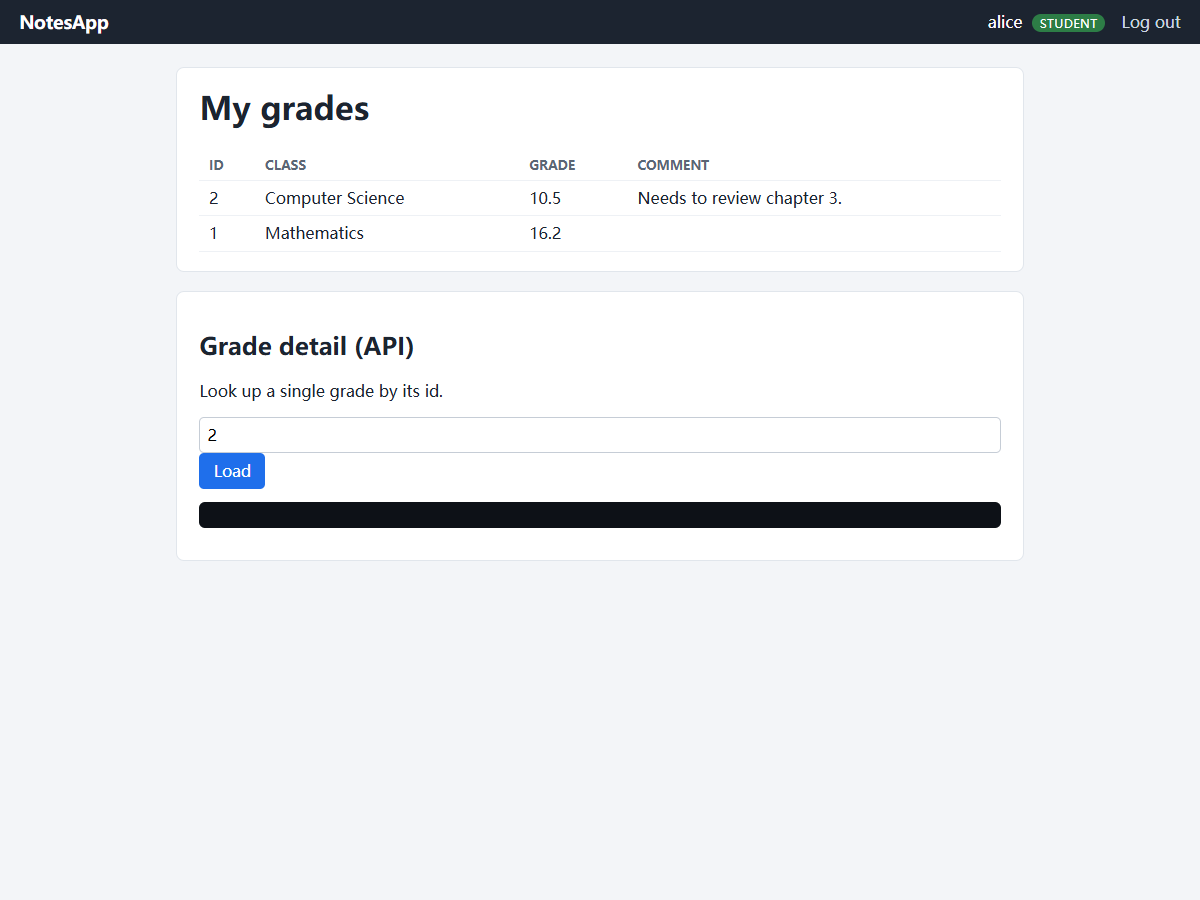 NotesApp
alice STUDENT Log out
My grades
ID CLASS GRADE COMMENT
2 Computer Science 10.5 Needs to review chapter 3.
1 Mathematics 16.2
Grade detail (API)
Look up a single grade by its id.
2
Load